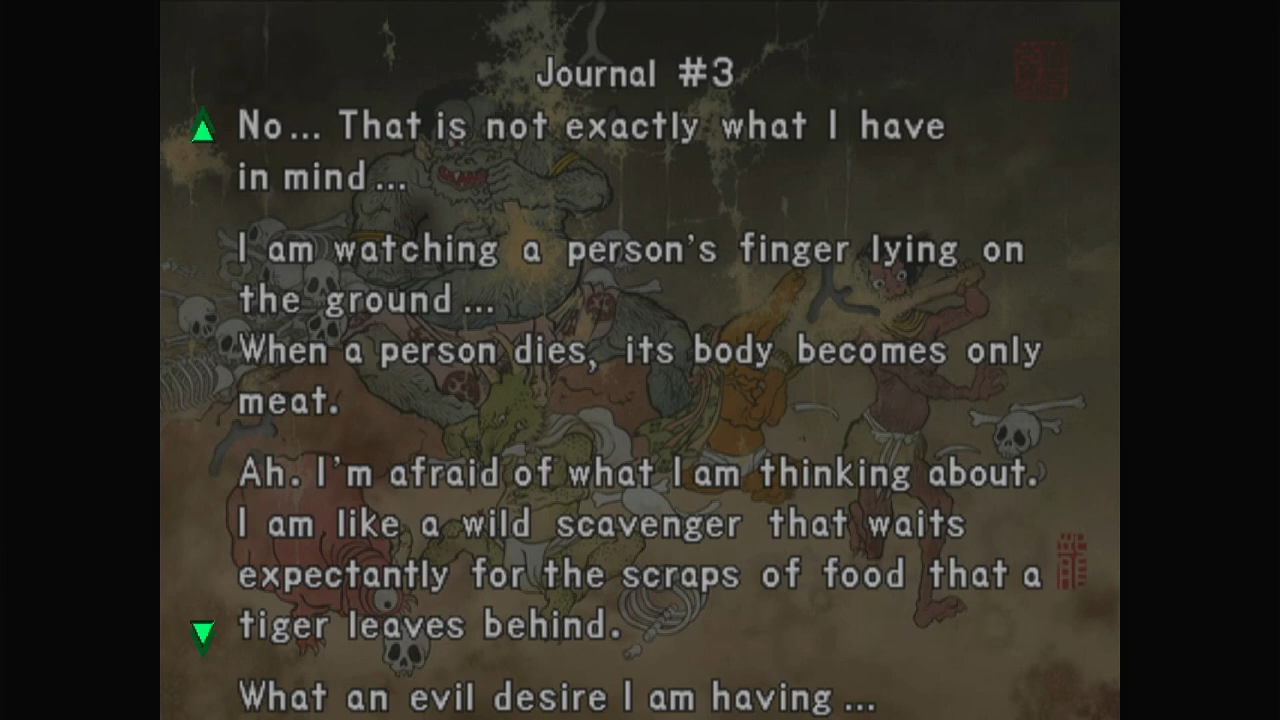 Journal #3
No... That is not exactly what I have
in mind...
I am watching a person's finger lying on
the ground...
When a person dies, its body becomes only
meat.
Ah. I'm afraid of what I am thinking about.
I am like a wild scavenger that waits
expectantly for the scraps of food that a
tiger leaves behind.
What an evil desire I am having...